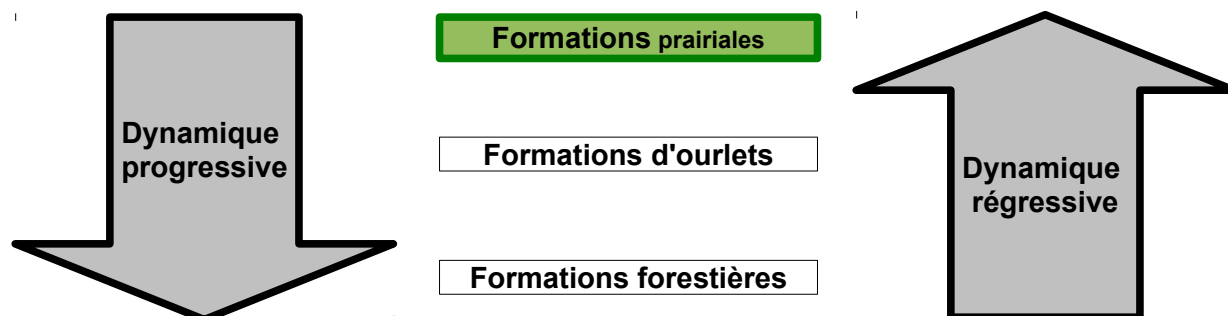 Formations prairiales
Dynamique
progressive
Formations d'ourlets
Dynamique
régressive
Formations forestières